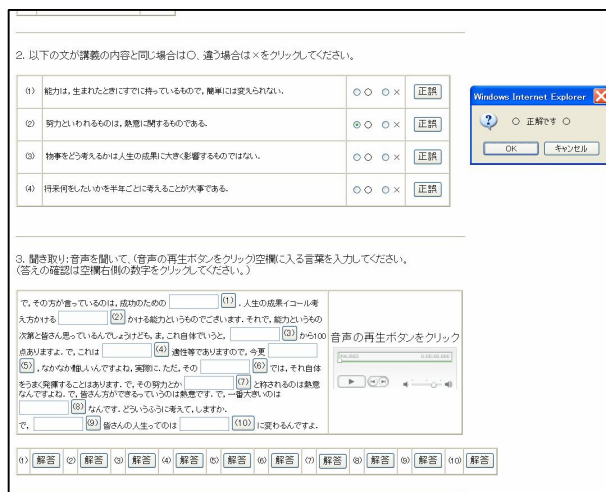 2. 以下の文が講義の内容と同じ場合は○、違う場合は×をクリックしてください。
(1) 能力は、生まれたときにすでに持っているもので、簡単には変えられない。 ○ × 正誤
(2) 努力といわれるものは、熱意に関するものである。 ○ × 正誤
(3) 物事をどう考えるかは人生の成果に大きく影響するものではない。 ○ × 正誤
(4) 将来何をしたいかを半年ごとに考えることが大事である。 ○ × 正誤
Windows Internet Explorer
○ 正解です ○
OK キャンセル
3. 聞き取り:音声を聞いて、(音声の再生ボタンをクリック)空欄に入る言葉を入力してください。
(答えの確認は空欄右側の数字をクリックしてください。)
で、その方が言っているのは、成功のための (1) 。人生の成果イコール考
え方かける (2) かける能力というものでございます。それで、能力というもの
次第と皆さん思っているんでしょうけども、ま、これ自体でいうと、 (3) から100
点ありますよ。で、これは (4) 適性等でありますので、今更
(5) 、なかなか難しいんですよね、実際に。ただ、その (6) では、それ自体
をうまく発揮することはあります。で、その努力とか (7) と称されるのは熱意
なんですよね。で、皆さん方ができるっていうのは熱意です。で、一番大きいのは
(8) なんです。どういうふうに考えて、しますか。
で、 (9) 皆さんの人生ってのは (10) に変わるんですよ。
音声の再生ボタンをクリック
(1) 解答 (2) 解答 (3) 解答 (4) 解答 (5) 解答 (6) 解答 (7) 解答 (8) 解答 (9) 解答 (10) 解答